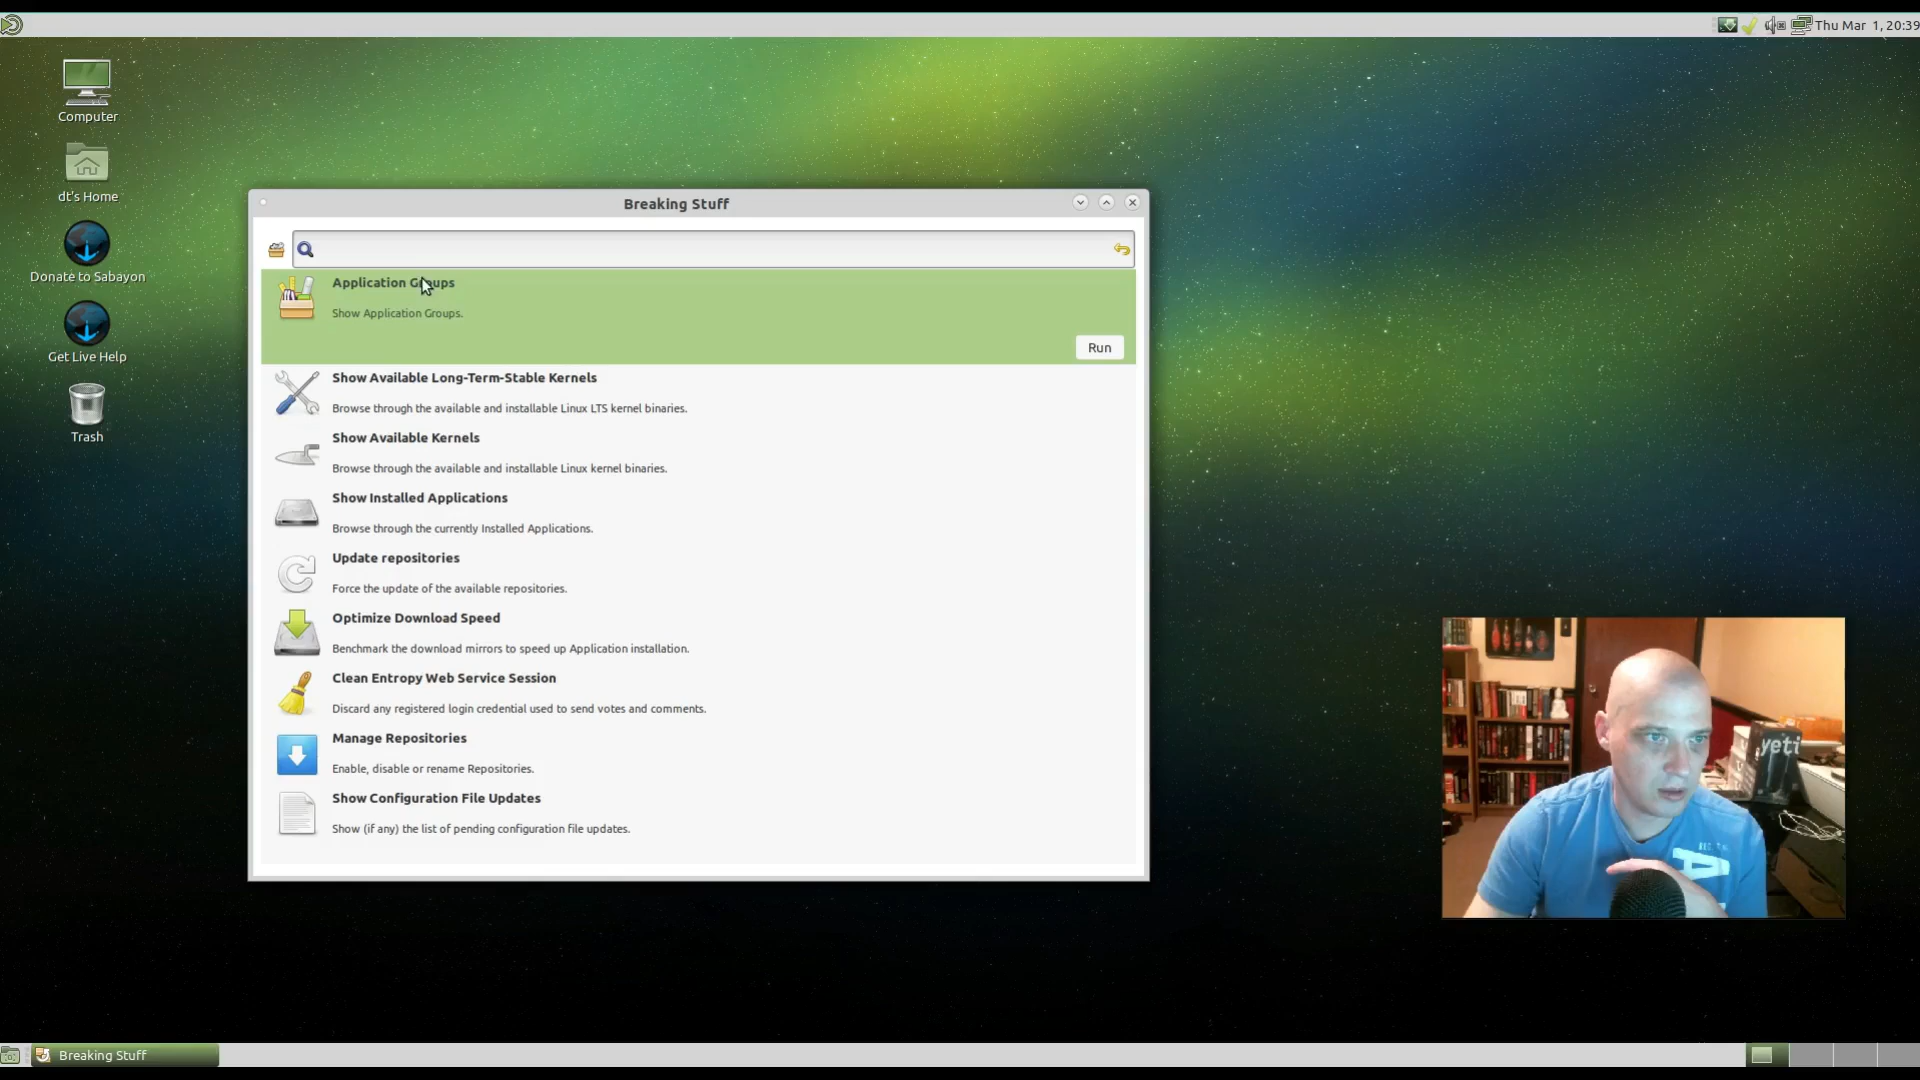 Thu Mar 1, 20:39
Computer
dt's Home
Donate to Sabayon
Get Live Help
Trash
Breaking Stuff
Application Groups
Show Application Groups.
Run
Show Available Long-Term-Stable Kernels
Browse through the available and installable Linux LTS kernel binaries.
Show Available Kernels
Browse through the available and installable Linux kernel binaries.
Show Installed Applications
Browse through the currently Installed Applications.
Update repositories
Force the update of the available repositories.
Optimize Download Speed
Benchmark the download mirrors to speed up Application installation.
Clean Entropy Web Service Session
Discard any registered login credential used to send votes and comments.
Manage Repositories
Enable, disable or rename Repositories.
Show Configuration File Updates
Show (if any) the list of pending configuration file updates.
yeti
Breaking Stuff